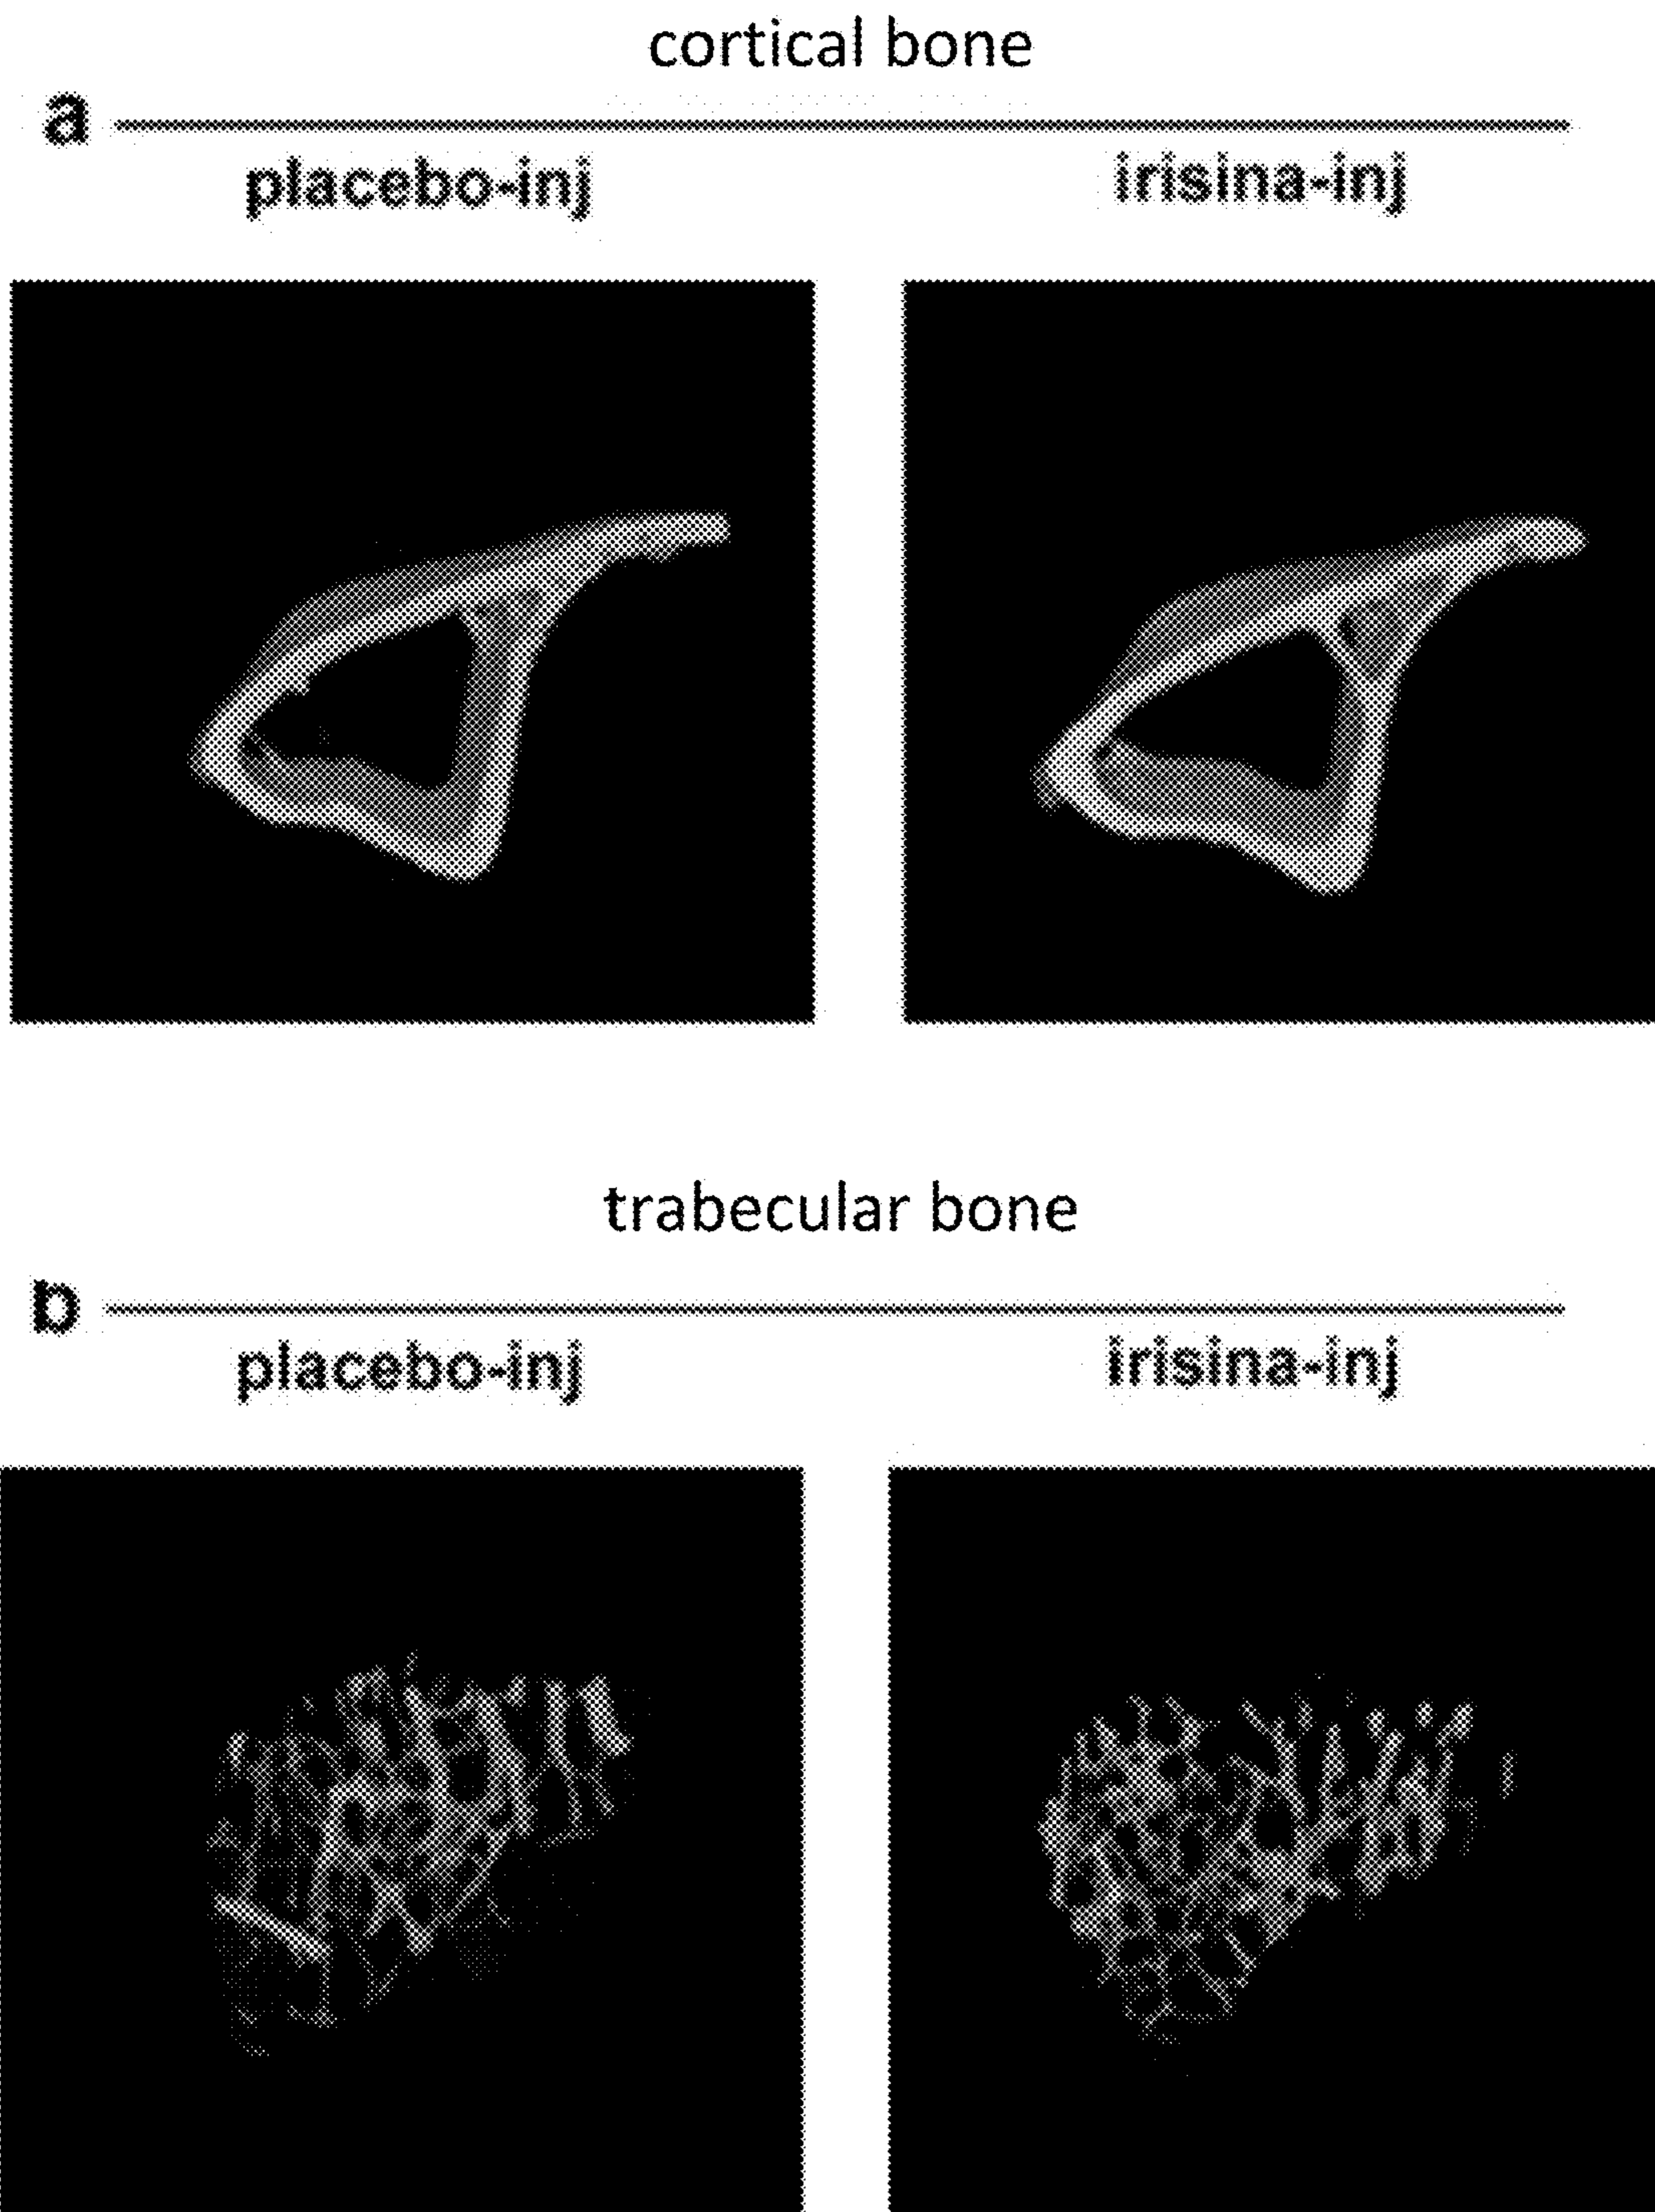 cortical bone
a
placebo-inj irisina-inj
trabecular bone
b
placebo-inj irisina-inj